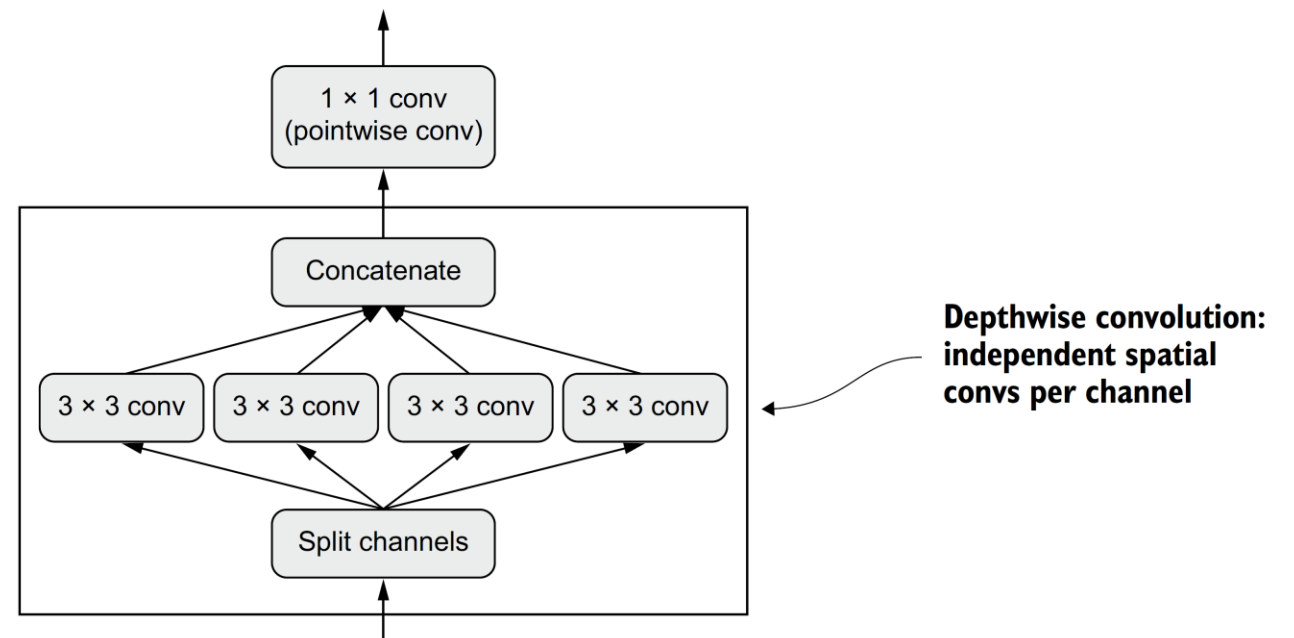 1 × 1 conv
(pointwise conv)
Concatenate
3 × 3 conv
3 × 3 conv
3 × 3 conv
3 × 3 conv
Split channels
Depthwise convolution:
independent spatial
convs per channel